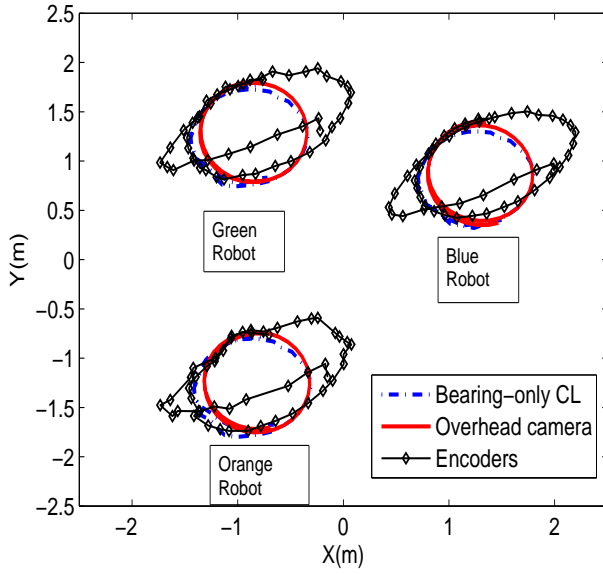 2.5
2
1.5
1
0.5
0
−0.5
−1
−1.5
−2
−2.5
Y(m)
Green
Robot
Blue
Robot
Orange
Robot
Bearing−only CL
Overhead camera
Encoders
−2
−1
0
1
2
X(m)